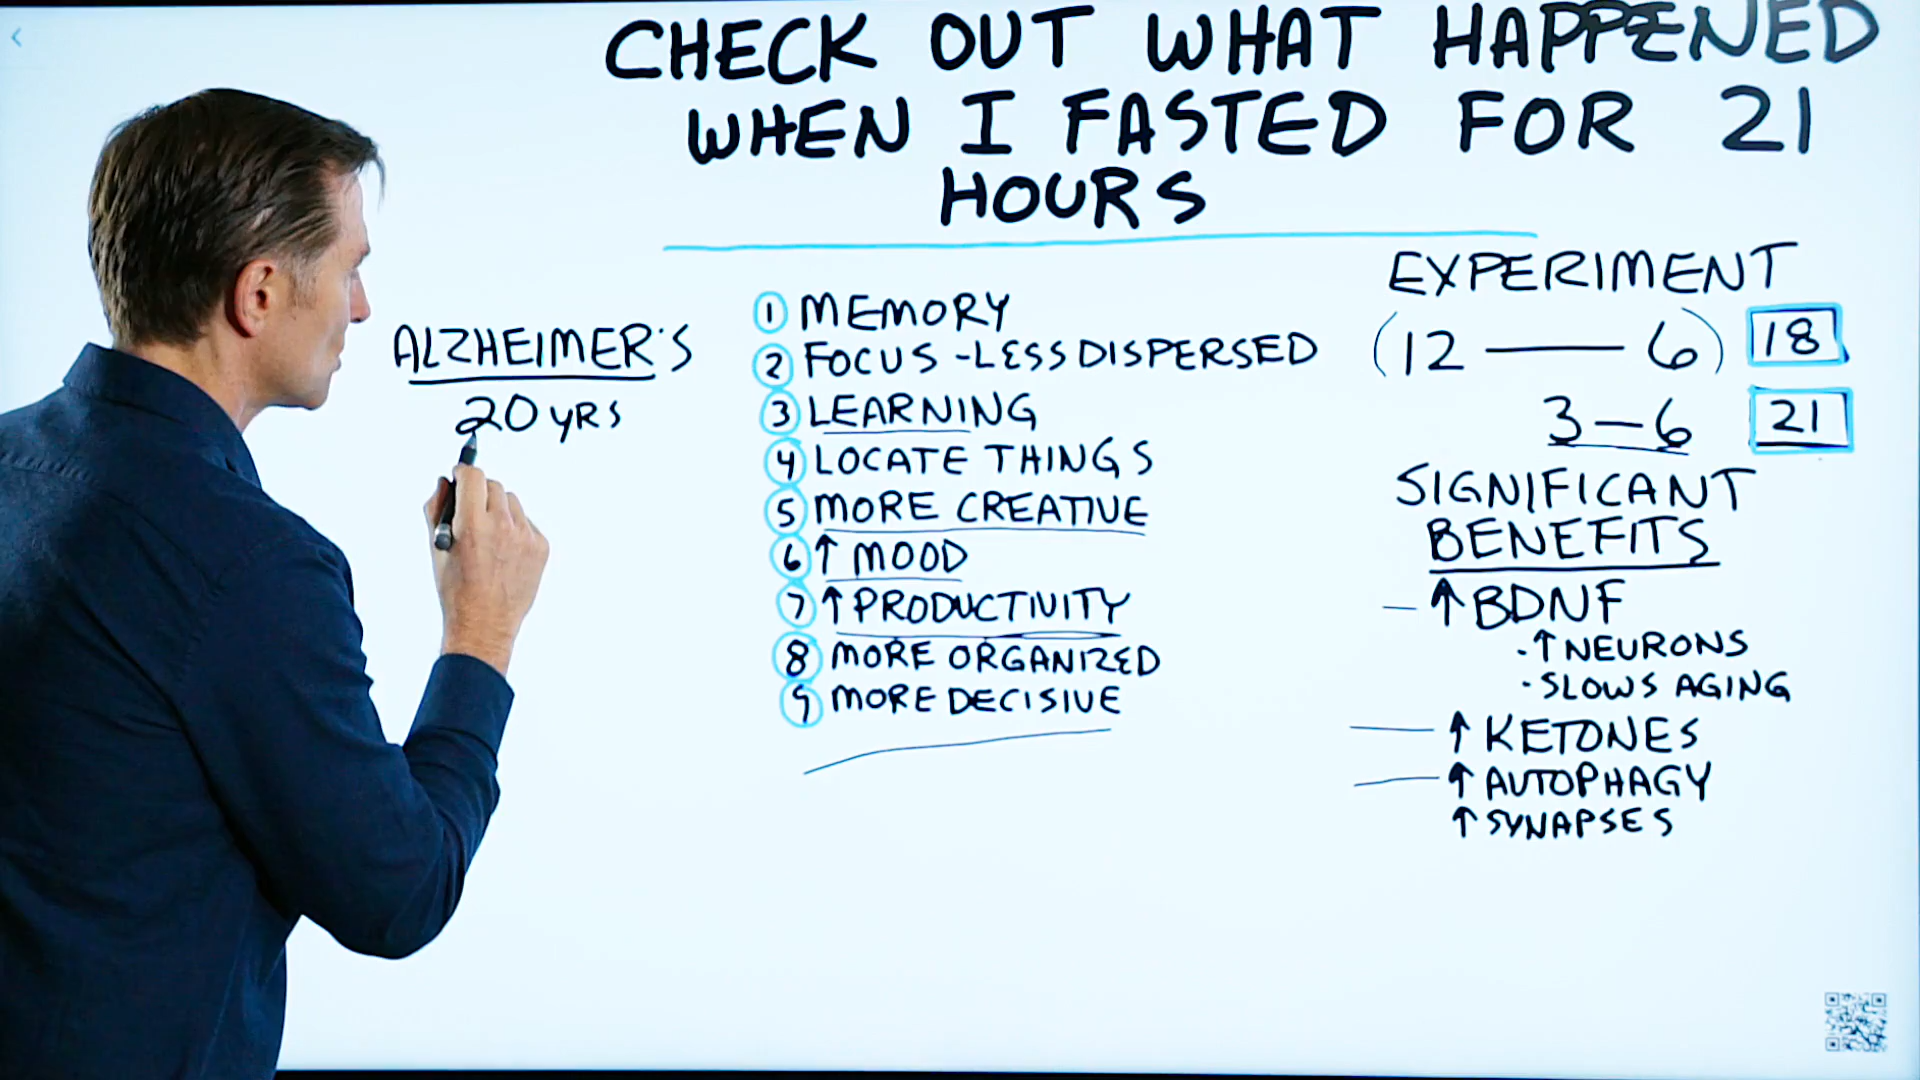 CHECK OUT WHAT HAPPENED
WHEN I FASTED FOR 21
HOURS
ALZHEIMER'S
20 YRS
1 MEMORY
2 FOCUS - LESS DISPERSED
3 LEARNING
4 LOCATE THINGS
5 MORE CREATIVE
6 ↑ MOOD
7 ↑ PRODUCTIVITY
8 MORE ORGANIZED
9 MORE DECISIVE
EXPERIMENT
(12 — 6) 18
3 — 6 21
SIGNIFICANT
BENEFITS
— ↑ BDNF
· ↑ NEURONS
· SLOWS AGING
— ↑ KETONES
— ↑ AUTOPHAGY
↑ SYNAPSES